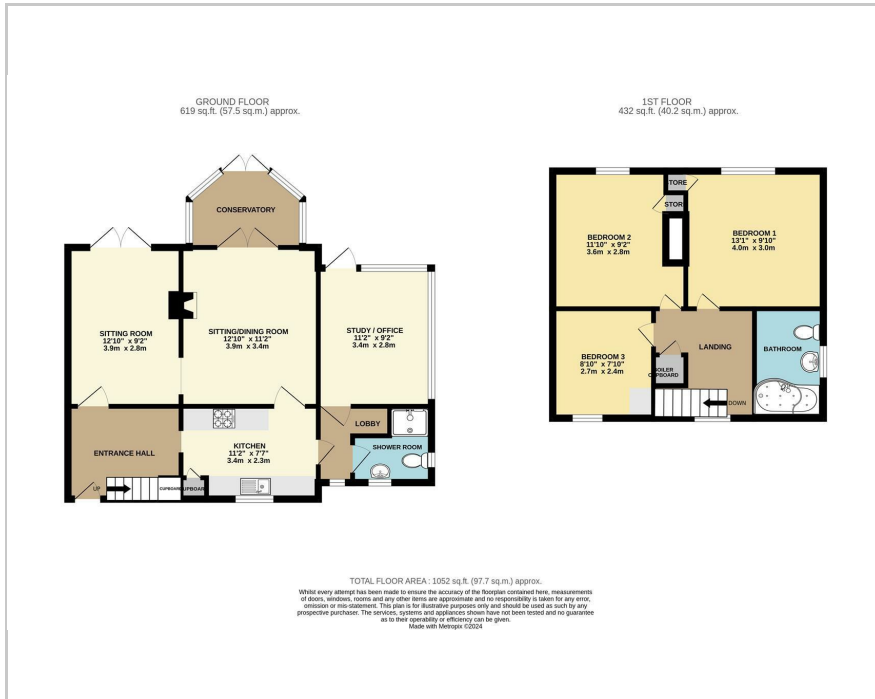 GROUND FLOOR
619 sq.ft. (57.5 sq.m.) approx.
1ST FLOOR
432 sq.ft. (40.2 sq.m.) approx.
CONSERVATORY
SITTING ROOM
12'10" x 9'2"
3.9m x 2.8m
SITTING/DINING ROOM
12'10" x 11'2"
3.9m x 3.4m
STUDY / OFFICE
11'2" x 9'2"
3.4m x 2.8m
LOBBY
ENTRANCE HALL
KITCHEN
11'2" x 7'7"
3.4m x 2.3m
SHOWER ROOM
UP
CUPBOARD
UPBOAR
STORE
STOR
BEDROOM 2
11'10" x 9'2"
3.6m x 2.8m
BEDROOM 1
13'1" x 9'10"
4.0m x 3.0m
BEDROOM 3
8'10" x 7'10"
2.7m x 2.4m
LANDING
BATHROOM
BOILER
CUPBOARD
DOWN
TOTAL FLOOR AREA : 1052 sq.ft. (97.7 sq.m.) approx.
Whilst every attempt has been made to ensure the accuracy of the floorplan contained here, measurements
of doors, windows, rooms and any other items are approximate and no responsibility is taken for any error,
omission or mis-statement. This plan is for illustrative purposes only and should be used as such by any
prospective purchaser. The services, systems and appliances shown have not been tested and no guarantee
as to their operability or efficiency can be given.
Made with Metropix ©2024